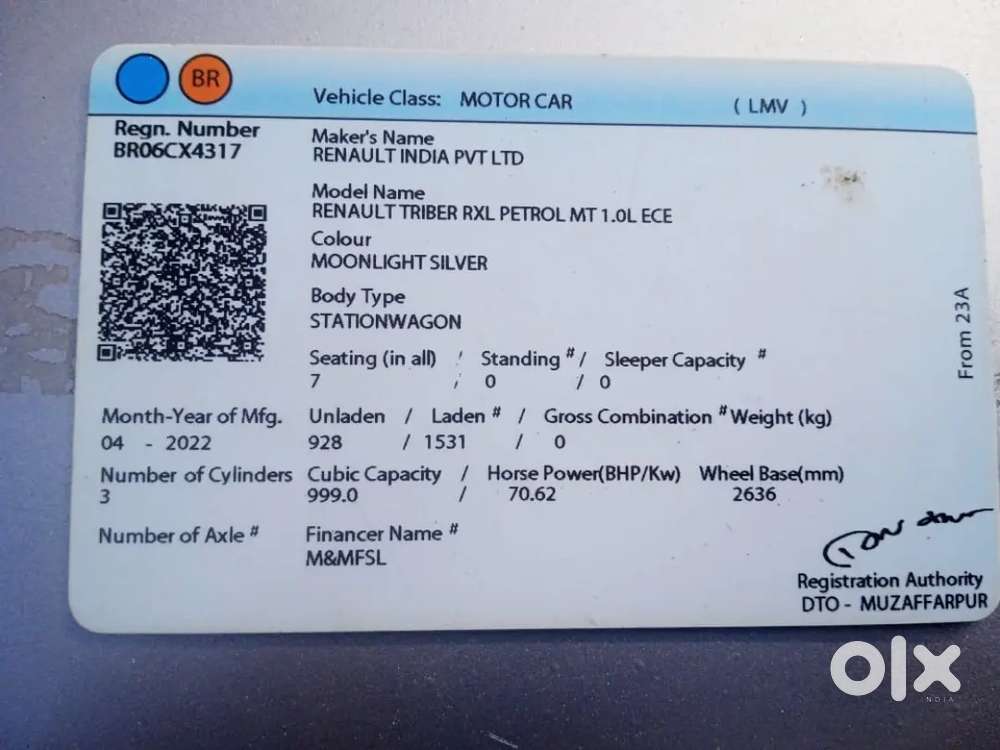 BR
Vehicle Class: MOTOR CAR ( LMV )
Regn. Number
BR06CX4317
Maker's Name
RENAULT INDIA PVT LTD
Model Name
RENAULT TRIBER RXL PETROL MT 1.0L ECE
Colour
MOONLIGHT SILVER
Body Type
STATIONWAGON
Seating (in all) / Standing # / Sleeper Capacity #
7 / 0 / 0
From 23A
Month-Year of Mfg. Unladen / Laden # / Gross Combination # Weight (kg)
04 - 2022 928 / 1531 / 0
Number of Cylinders Cubic Capacity / Horse Power(BHP/Kw) Wheel Base(mm)
3 999.0 / 70.62 2636
Number of Axle # Financer Name #
M&MFSL
Registration Authority
DTO - MUZAFFARPUR
olx
INDIA